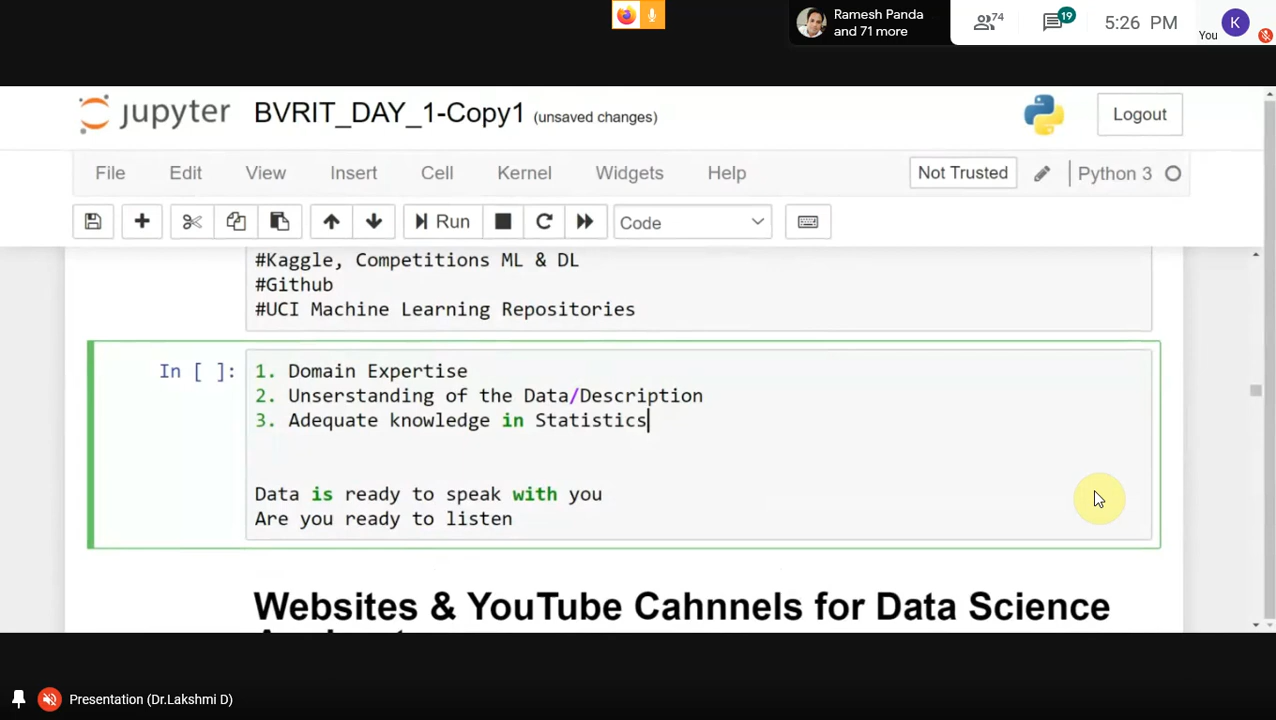 Ramesh Panda
and 71 more
74
19
5:26 PM
You
K
jupyter BVRIT_DAY_1-Copy1 (unsaved changes)
Logout
File Edit View Insert Cell Kernel Widgets Help
Not Trusted
Python 3
Run
Code
#Kaggle, Competitions ML & DL
#Github
#UCI Machine Learning Repositories
In [ ]:
1. Domain Expertise
2. Unserstanding of the Data/Description
3. Adequate knowledge in Statistics
Data is ready to speak with you
Are you ready to listen
Websites & YouTube Cahnnels for Data Science
Presentation (Dr.Lakshmi D)